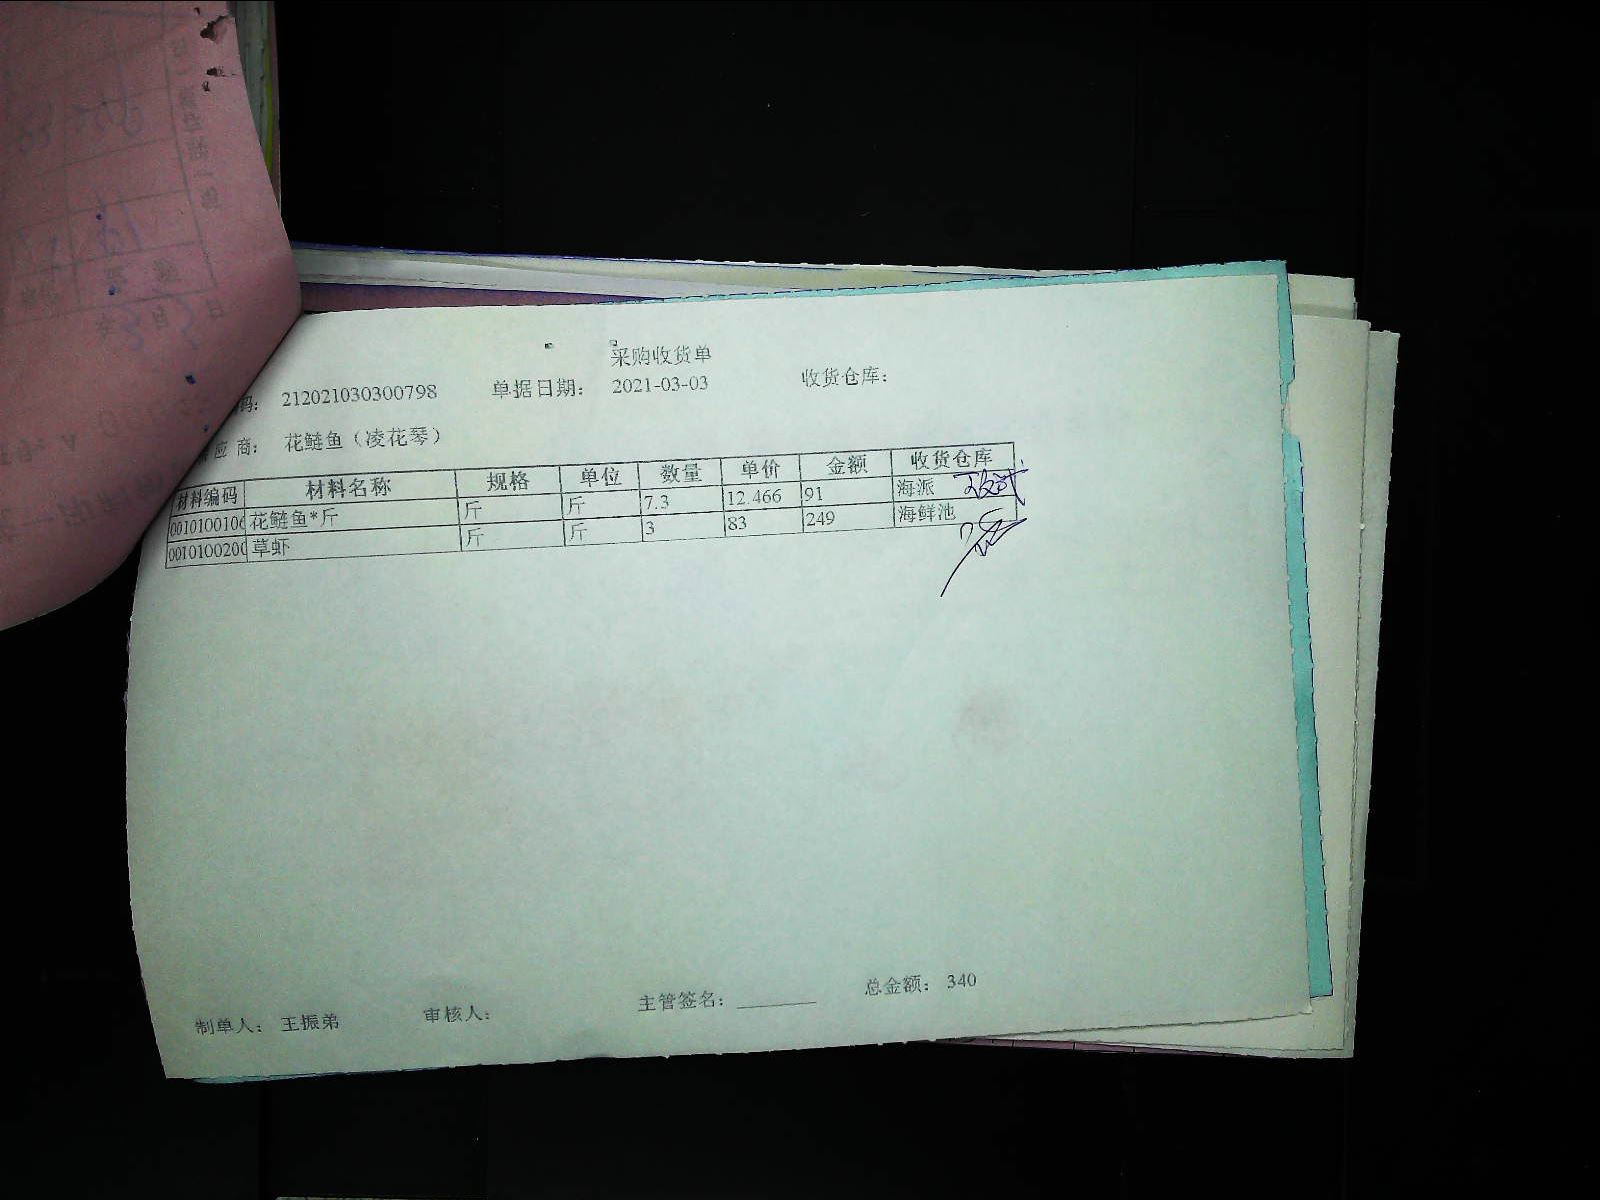 采购收货单
码： 212021030300798 单据日期： 2021-03-03 收货仓库：
应 商： 花鲢鱼（凌花琴）
材料编码 材料名称 规格 单位 数量 单价 金额 收货仓库
001010010 花鲢鱼*斤 斤 斤 7.3 12.466 91 海派
001010020 草虾 斤 斤 3 83 249 海鲜池
制单人： 王振弟 审核人： 主管签名： 总金额： 340